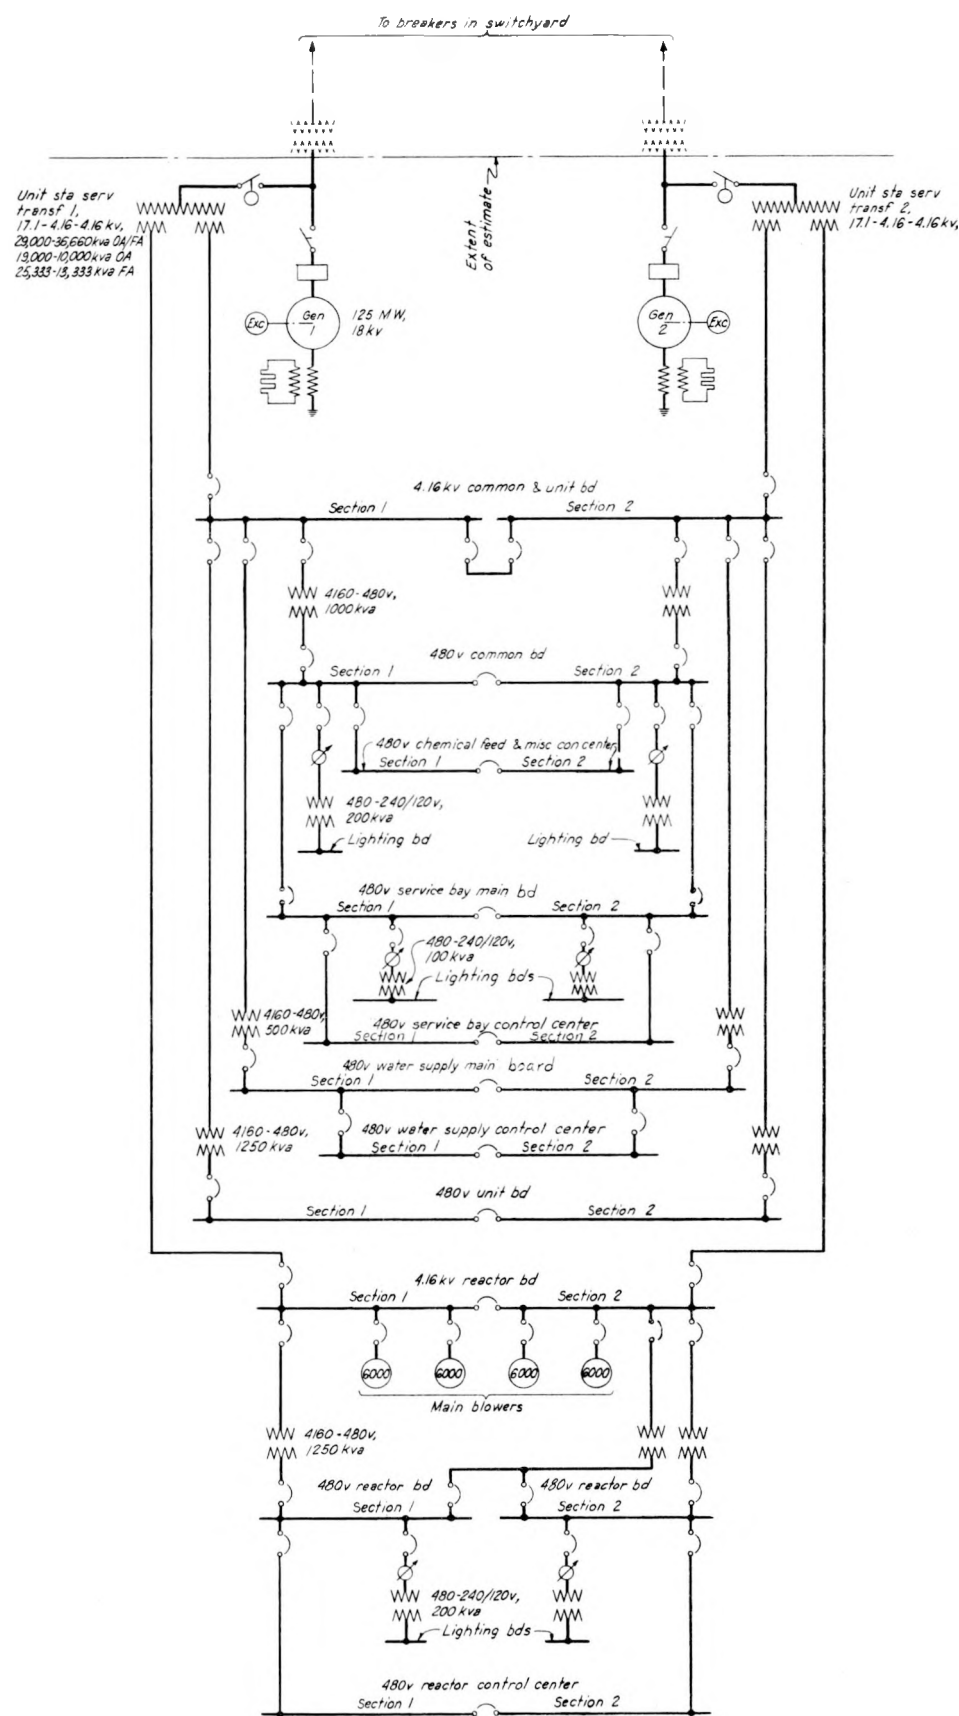 To breakers in switchyard
Extent
of estimate
Unit sta serv
transf 1,
17.1-4.16-4.16 kv,
29,000-36,660 kva OA/FA
19,000-10,000 kva OA
25,333-13,333 kva FA
Unit sta serv
transf 2,
17.1-4.16-4.16 kv,
Exc
Gen
1
125 MW,
18 kv
Gen
2
Exc
4.16 kv common & unit bd
Section 1
Section 2
4160-480v,
1000 kva
480v common bd
Section 1
Section 2
480v chemical feed & misc con center
Section 1
Section 2
480-240/120v,
200 kva
Lighting bd
Lighting bd
480v service bay main bd
Section 1
Section 2
480-240/120v,
100 kva
Lighting bds
4160-480v,
500 kva
480v service bay control center
Section 1
Section 2
480v water supply main board
Section 1
Section 2
4160-480v,
1250 kva
480v water supply control center
Section 1
Section 2
480v unit bd
Section 1
Section 2
4.16 kv reactor bd
Section 1
Section 2
6000
6000
6000
6000
Main blowers
4160-480v,
1250 kva
480v reactor bd
Section 1
480v reactor bd
Section 2
480-240/120v,
200 kva
Lighting bds
480v reactor control center
Section 1
Section 2